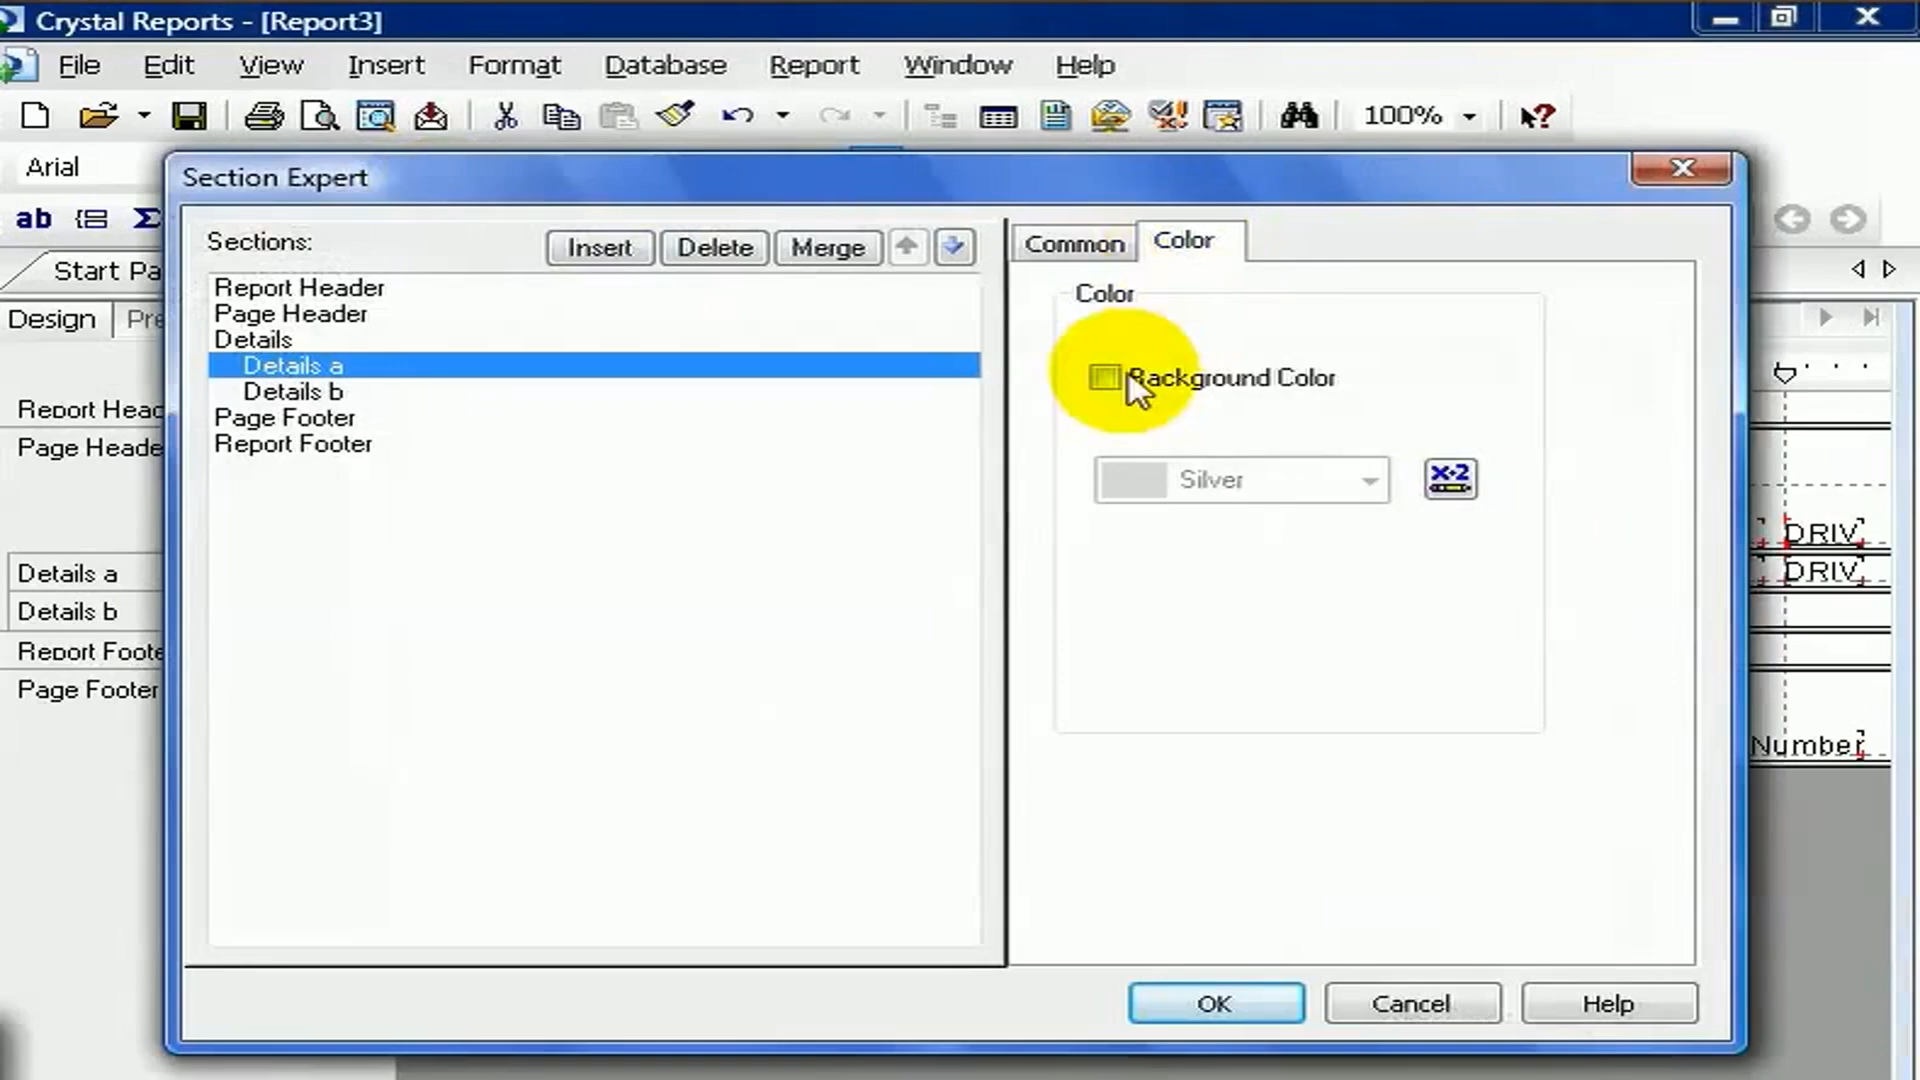 Crystal Reports - [Report3]
File Edit View Insert Format Database Report Window Help
100%
Arial
Section Expert
ab
Sections:
Insert Delete Merge
Common Color
Start Pa
Report Header
Color
Page Header
Design Pre
Details
Details a
Background Color
Details b
Report Head
Page Footer
Report Footer
Page Heade
Silver
X+2
DRIV
Details a
DRIV
Details b
Report Foote
Page Footer
Number
OK Cancel Help